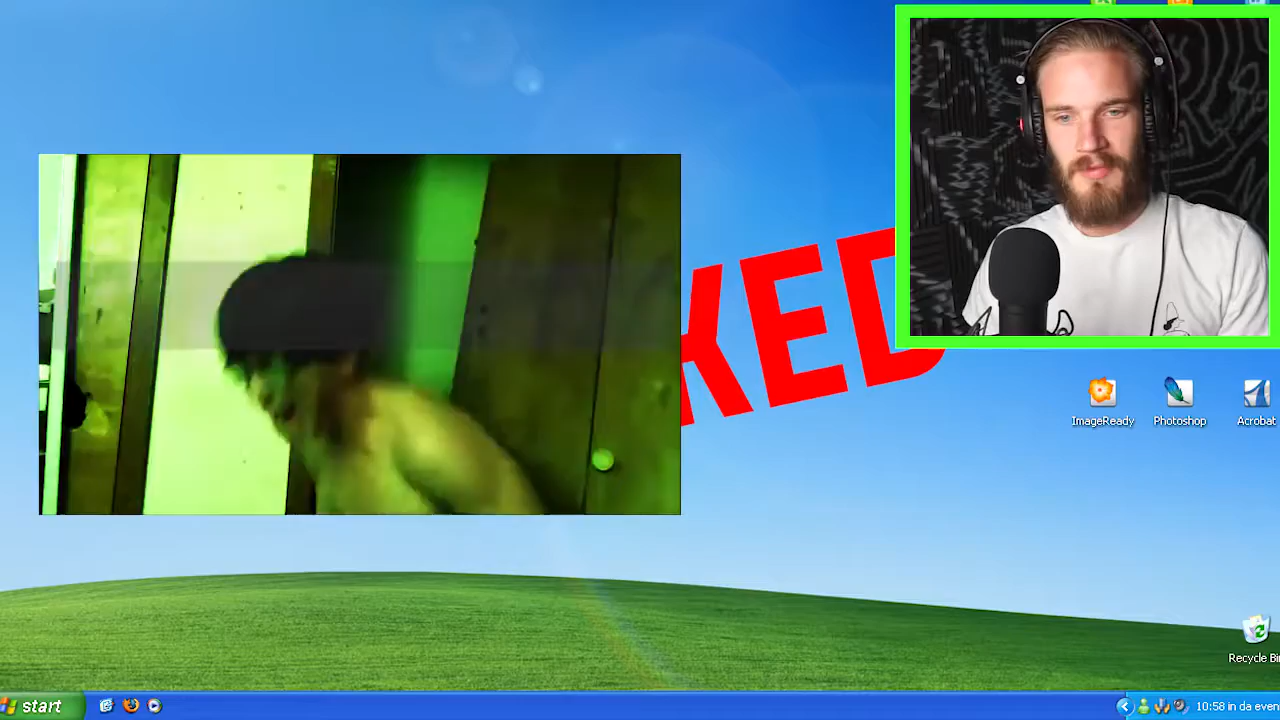 KED
ImageReady
Photoshop
Acrobat
Recycle Bi
start
10:58 in da even